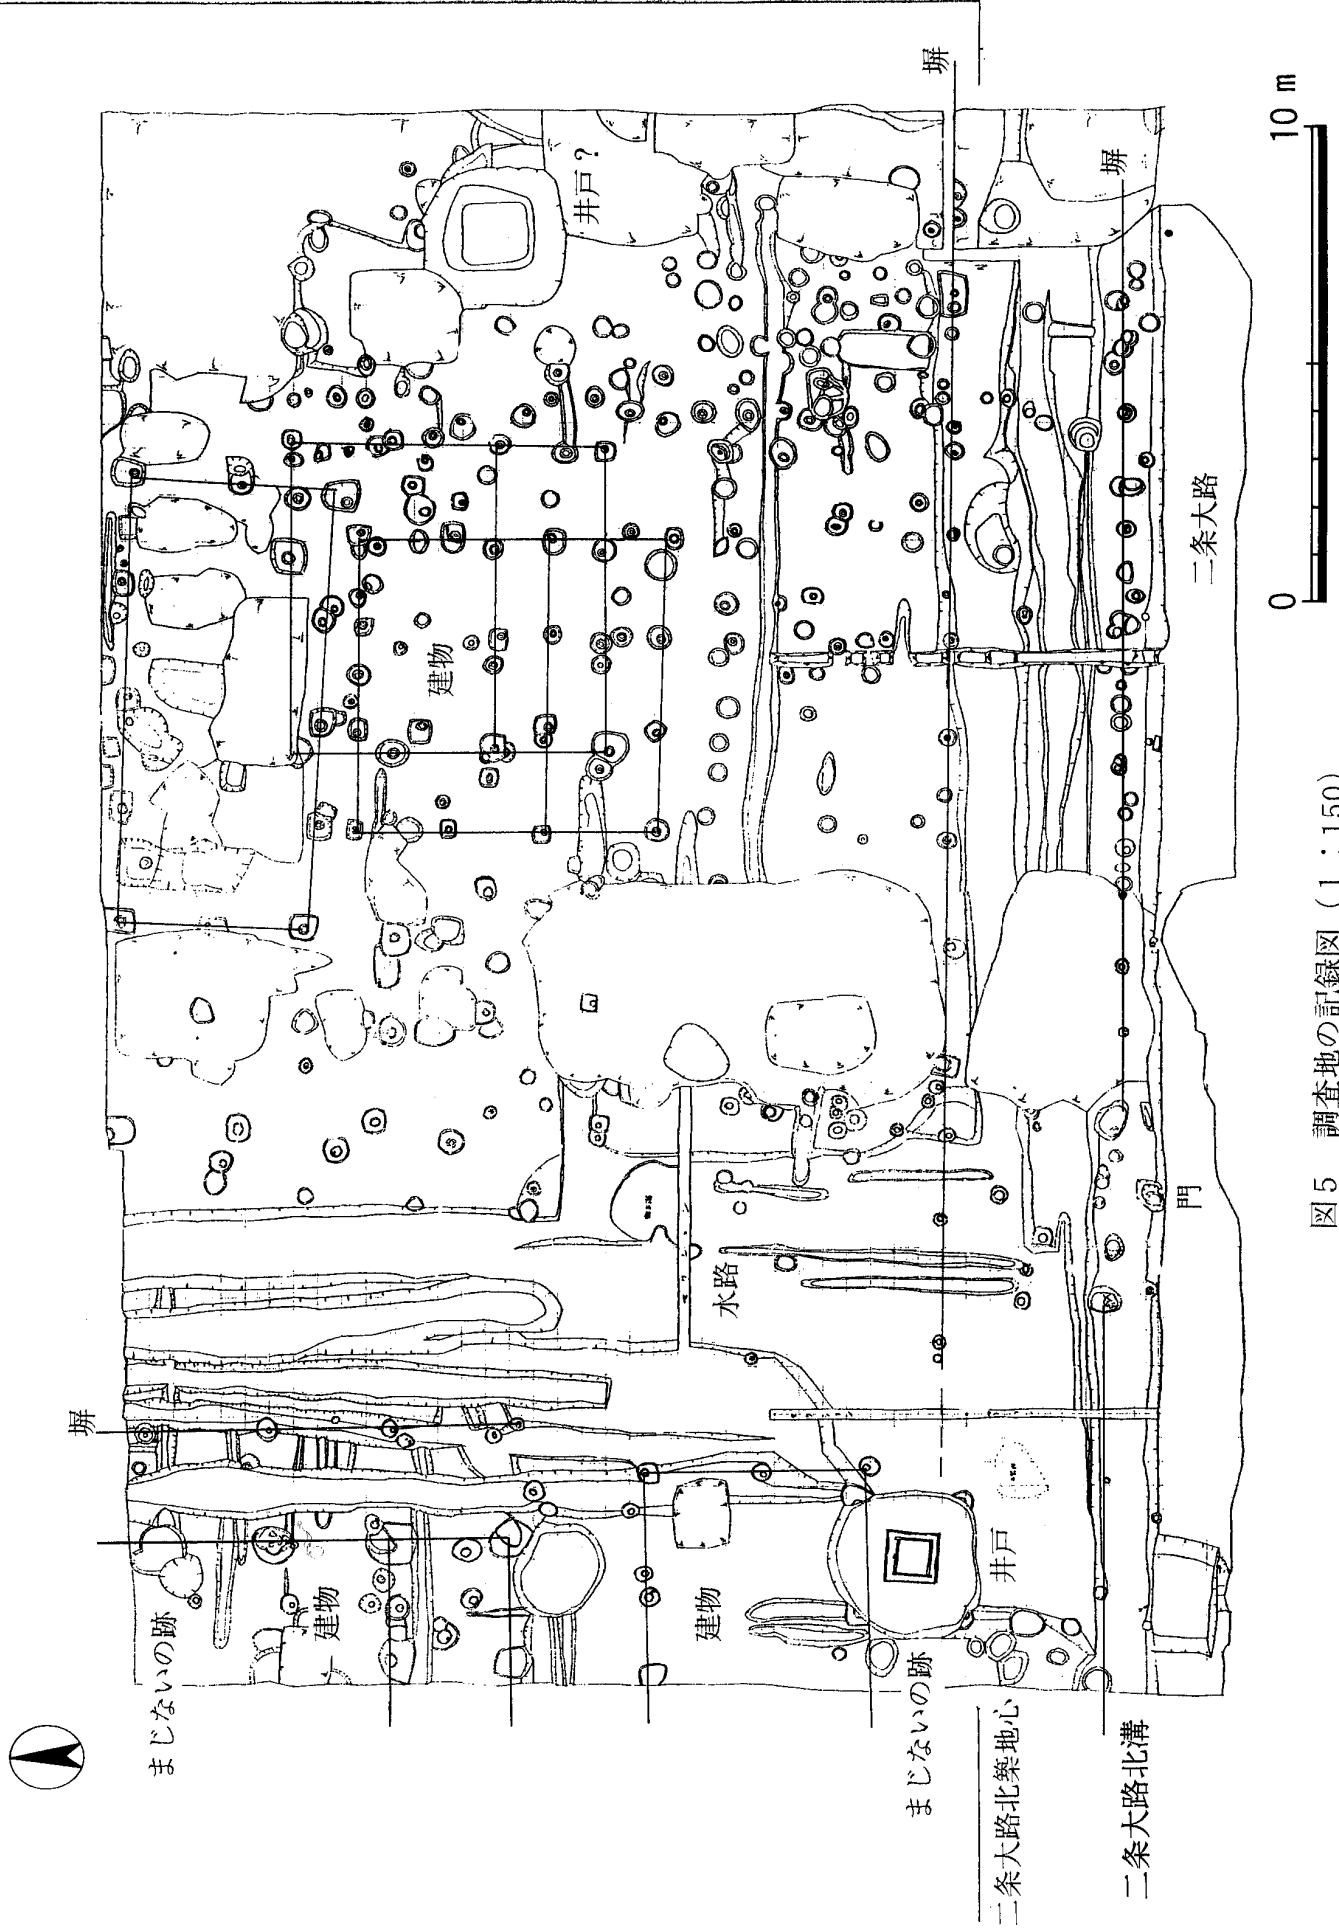 塀
まじないの跡
建物
建物
井戸？
建物
水路
まじないの跡
塀
二条大路北築地心
井戸
塀
二条大路北溝
門
二条大路
0
10 m
図5 調査地の記録図（1：150）